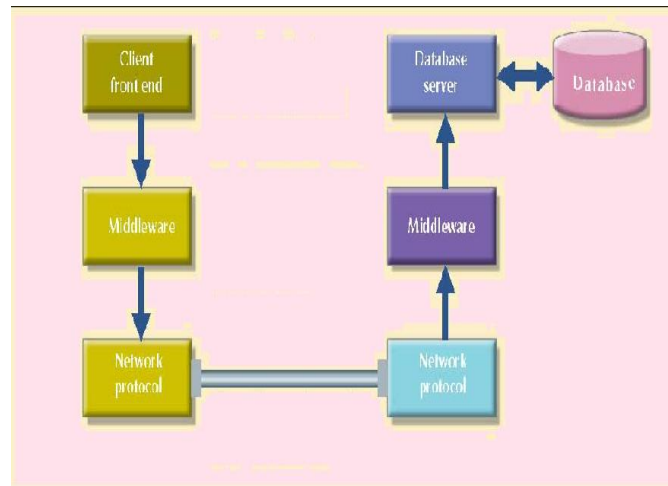 Client
front end
Database
server
Database
Middleware
Middleware
Network
protocol
Network
protocol